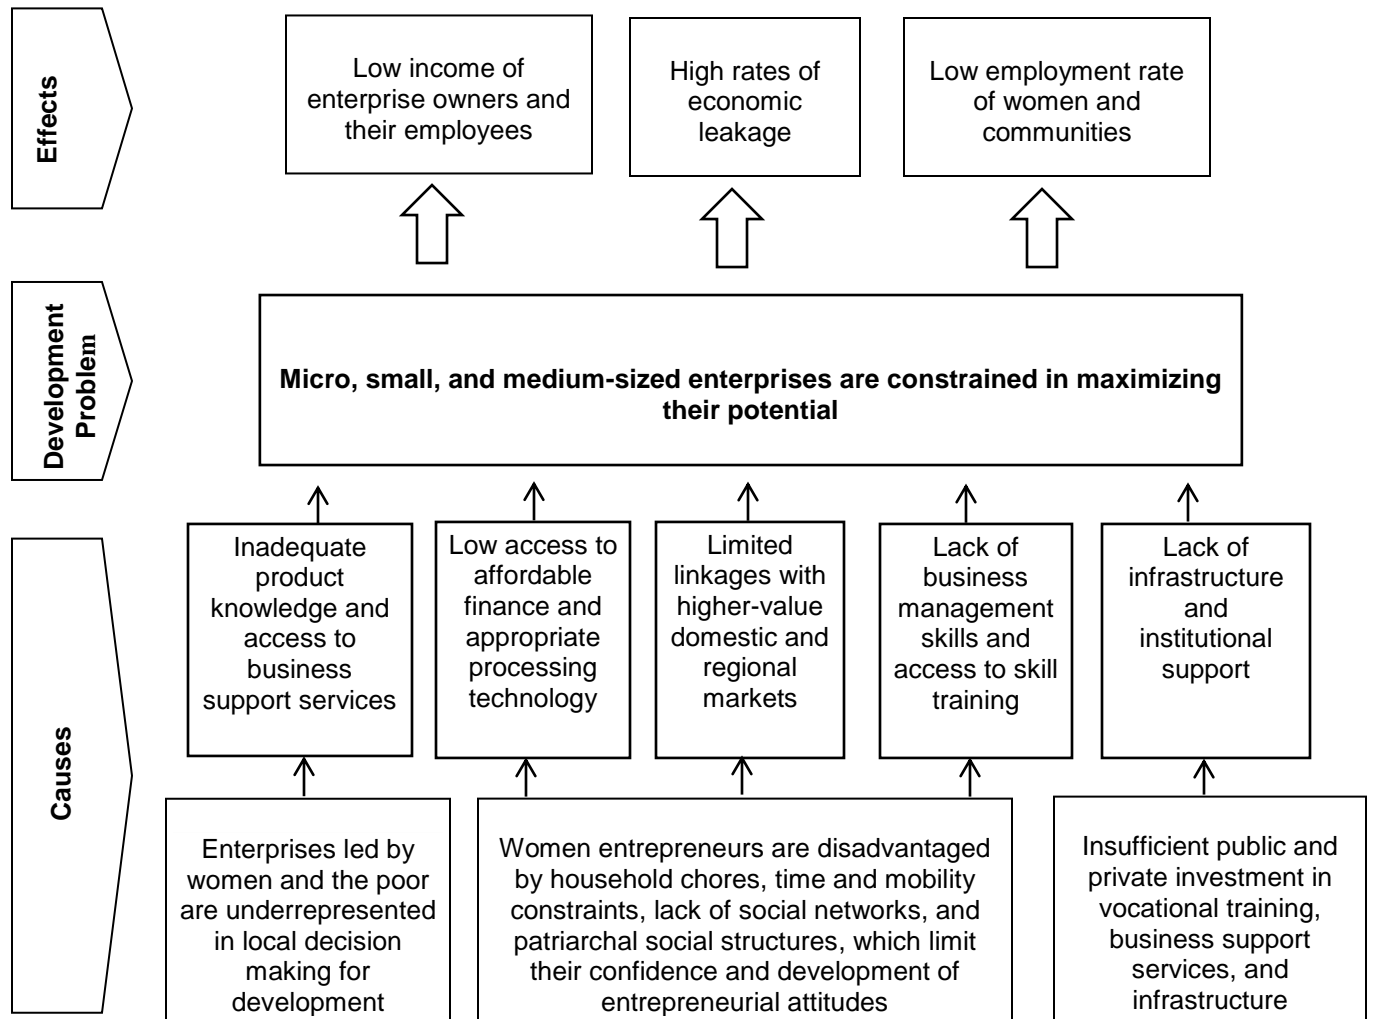 Effects
Low income of
enterprise owners and
their employees
High rates of
economic
leakage
Low employment rate
of women and
communities
Development
Problem
Micro, small, and medium-sized enterprises are constrained in maximizing
their potential
Causes
Inadequate
product
knowledge and
access to
business
support services
Low access to
affordable
finance and
appropriate
processing
technology
Limited
linkages with
higher-value
domestic and
regional
markets
Lack of
business
management
skills and
access to skill
training
Lack of
infrastructure
and
institutional
support
Enterprises led by
women and the poor
are underrepresented
in local decision
making for
development
Women entrepreneurs are disadvantaged
by household chores, time and mobility
constraints, lack of social networks, and
patriarchal social structures, which limit
their confidence and development of
entrepreneurial attitudes
Insufficient public and
private investment in
vocational training,
business support
services, and
infrastructure